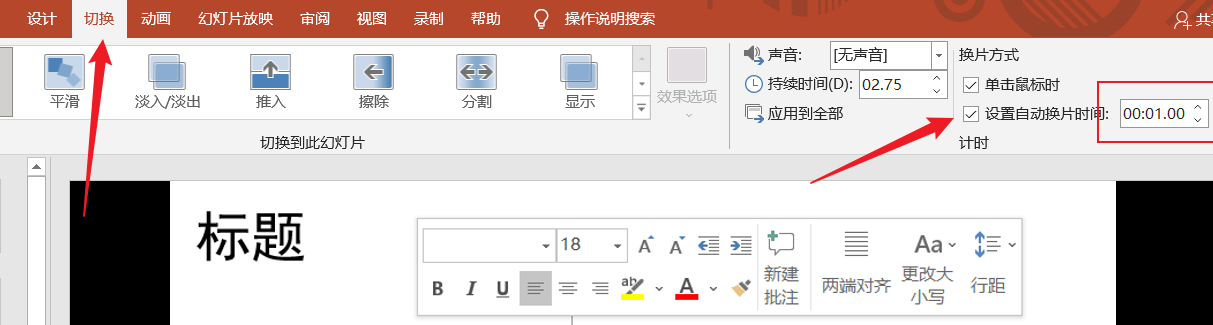 设计 切换 动画 幻灯片放映 审阅 视图 录制 帮助 操作说明搜索
平滑 淡入/淡出 推入 擦除 分割 显示 效果选项
切换到此幻灯片
声音: [无声音]
持续时间(D): 02.75
应用到全部
换片方式
单击鼠标时
设置自动换片时间: 00:01.00
计时
标题
18 A A
B I U ab A
新建
批注
两端对齐
Aa
更改大
小写
行距